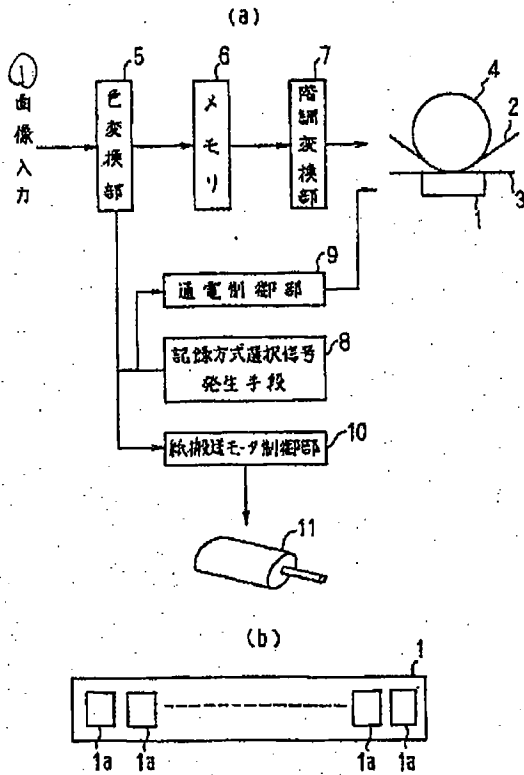 (a)
①
画像入力
5
色変換部
6
メモリ
7
階調変換部
4
2
3
1
9
通電制御部
8
記録方式選択信号
発生手段
10
紙搬送モータ制御部
11
(b)
1
1a
1a
1a
1a